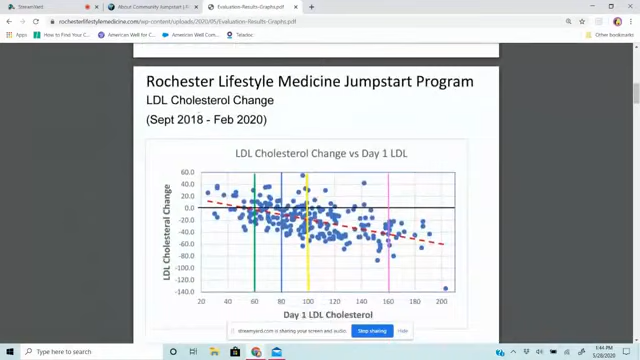 StreamYard
About Community Jumpstart | F
Evaluation-Results-Graphs.pdf
rochesterlifestylemedicine.com/wp-content/uploads/2020/05/Evaluation-Results-Graphs.pdf
Apps
How to Find Your C
American Well
American Well Com
Teladoc
Other bookmarks
Rochester Lifestyle Medicine Jumpstart Program
LDL Cholesterol Change
(Sept 2018 - Feb 2020)
LDL Cholesterol Change vs Day 1 LDL
LDL Cholesteral Change
60.0
40.0
20.0
0.0
-20.0
-40.0
-60.0
-80.0
-100.0
-120.0
-140.0
20 40 60 80 100 120 140 160 180 200
Day 1 LDL Cholesterol
streamyard.com is sharing your screen and audio.
Stop sharing
Hide
Type here to search
1:44 PM
5/28/2020